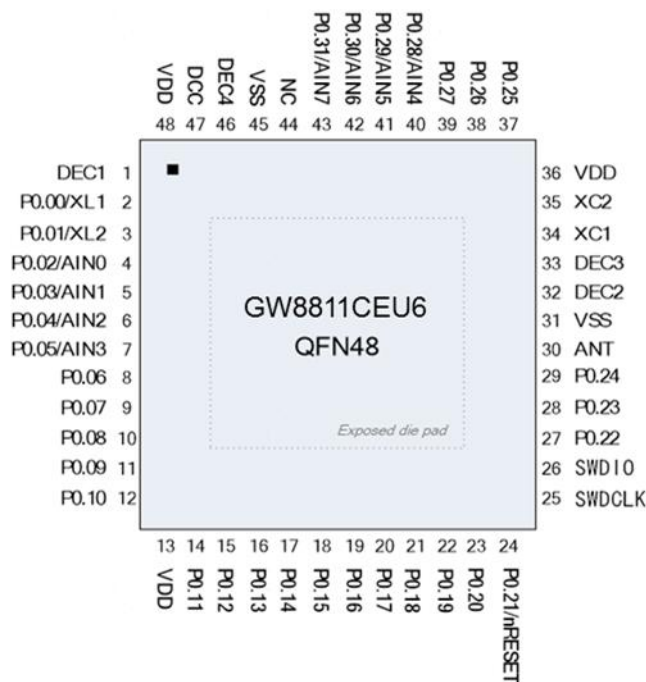 P0.31/AIN7
P0.30/AIN6
P0.29/AIN5
P0.28/AIN4
VDD DCC DEC4 VSS NC P0.27 P0.26 P0.25
48 47 46 45 44 43 42 41 40 39 38 37
DEC1 1 36 VDD
P0.00/XL1 2 35 XC2
P0.01/XL2 3 34 XC1
P0.02/AIN0 4 33 DEC3
P0.03/AIN1 5 32 DEC2
P0.04/AIN2 6 31 VSS
P0.05/AIN3 7 30 ANT
P0.06 8 29 P0.24
P0.07 9 28 P0.23
P0.08 10 27 P0.22
P0.09 11 26 SWDIO
P0.10 12 25 SWDCLK
GW8811CEU6
QFN48
Exposed die pad
13 14 15 16 17 18 19 20 21 22 23 24
VDD P0.11 P0.12 P0.13 P0.14 P0.15 P0.16 P0.17 P0.18 P0.19 P0.20 P0.21/nRESET